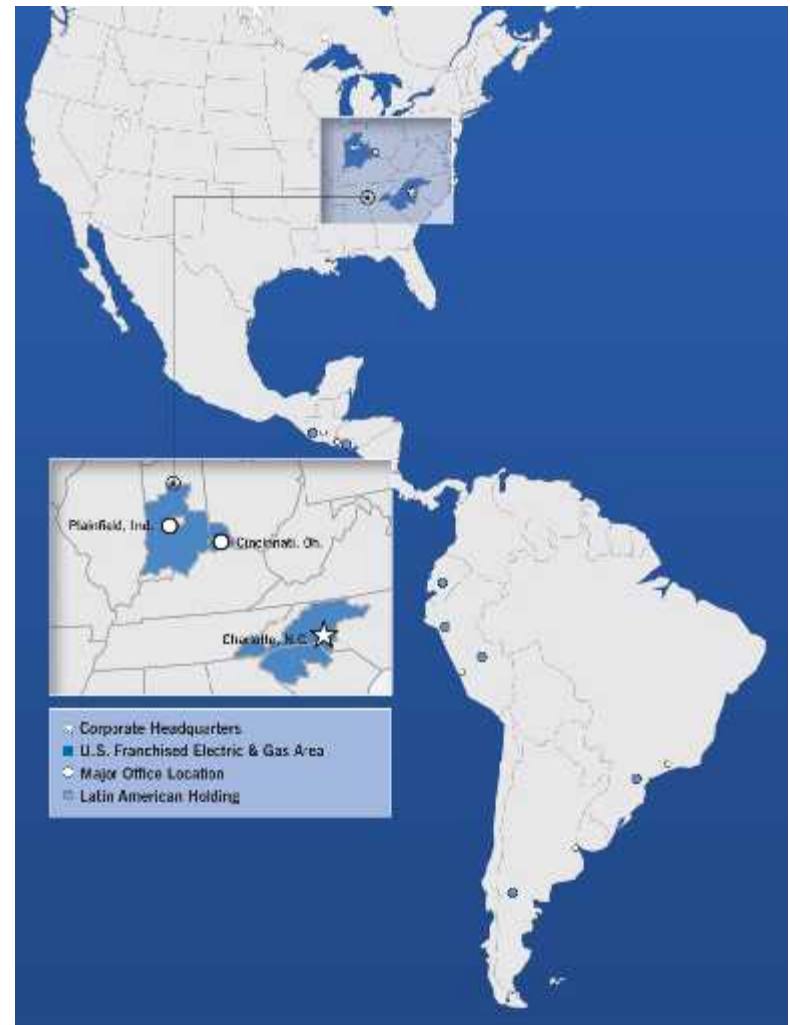 Plainfield, Ind.
Cincinnati, Oh.
Charlotte, N.C.
Corporate Headquarters
U.S. Franchised Electric & Gas Area
Major Office Location
Latin American Holding